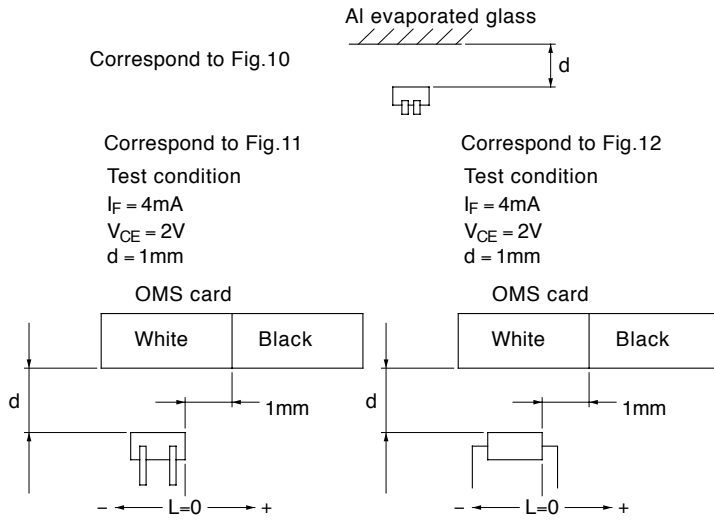 Al evaporated glass
Correspond to Fig.10
d
Correspond to Fig.11
Test condition
I_F = 4mA
V_CE = 2V
d = 1mm
OMS card
White Black
d
1mm
− L=0 +
Correspond to Fig.12
Test condition
I_F = 4mA
V_CE = 2V
d = 1mm
OMS card
White Black
d
1mm
− L=0 +